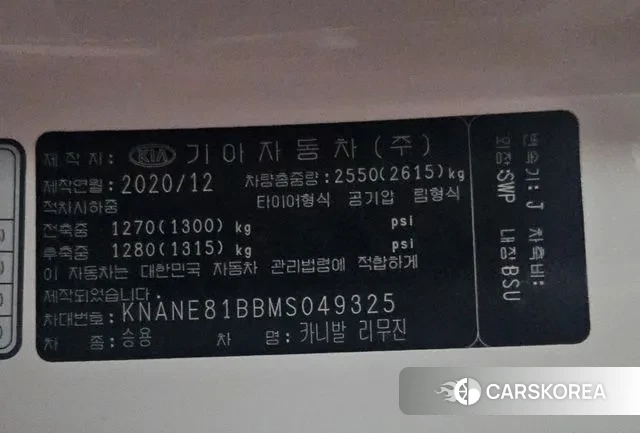 제작자: KIA 기아자동차(주)
제작연월: 2020/12 차량총중량: 2550(2615)kg
적차시하중 타이어형식 공기압 림형식
전축중 1270(1300) kg psi
후축중 1280(1315) kg psi
이 자동차는 대한민국 자동차 관리법령에 적합하게
제작되었습니다.
차대번호: KNANE81BBMS049325
차 종: 승용 차 명: 카니발 리무진
변속기: J 차축비:
외장: SWP 내장 BSU
CARSKOREA